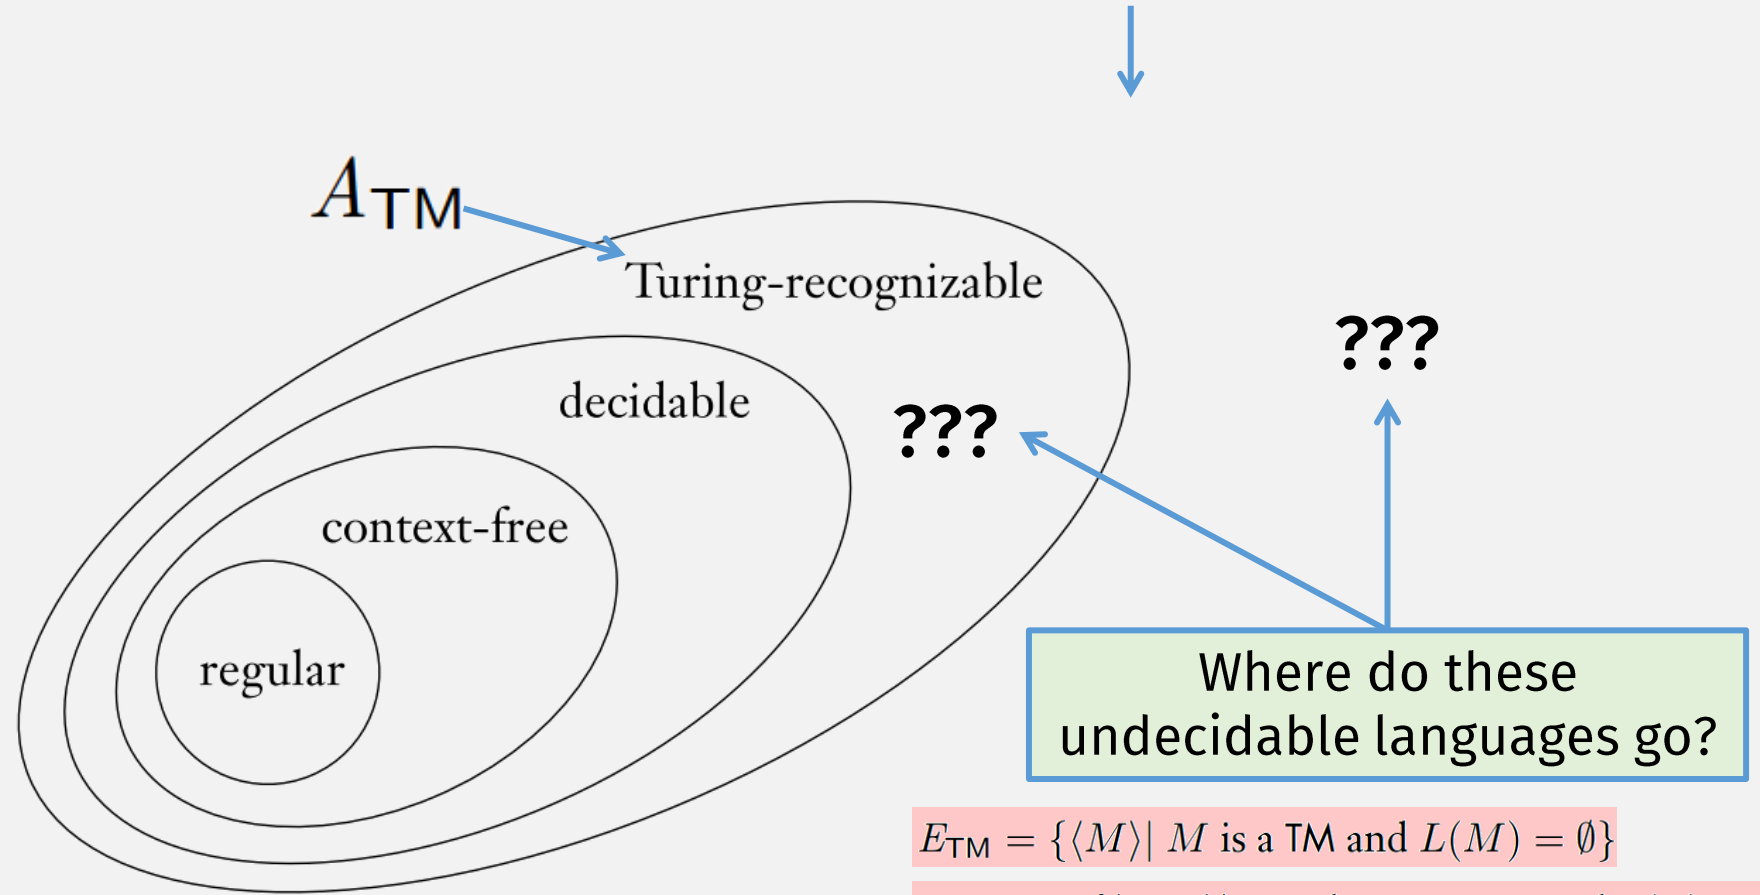 A_TM
Turing-recognizable
???
decidable
???
context-free
regular
Where do these
undecidable languages go?
E_TM = {⟨M⟩| M is a TM and L(M) = ∅}